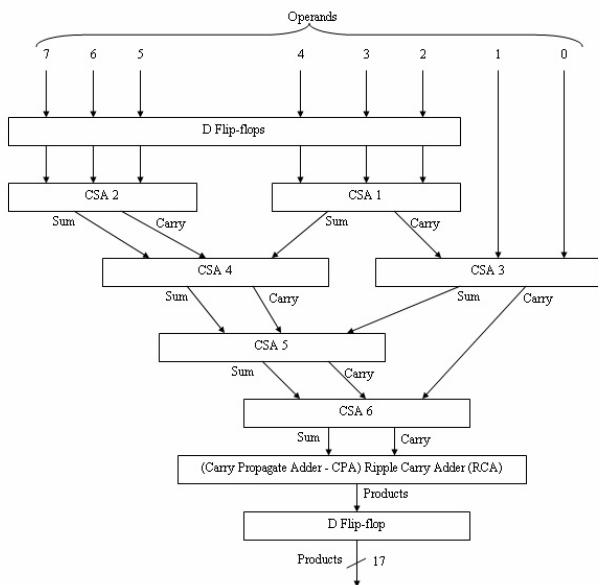 Operands
7 6 5 4 3 2 1 0
D Flip-flops
CSA 2 CSA 1
Sum Carry Sum Carry
CSA 4 CSA 3
Sum Carry Sum Carry
CSA 5
Sum Carry
CSA 6
Sum Carry
(Carry Propagate Adder - CPA) Ripple Carry Adder (RCA)
Products
D Flip-flop
Products 17